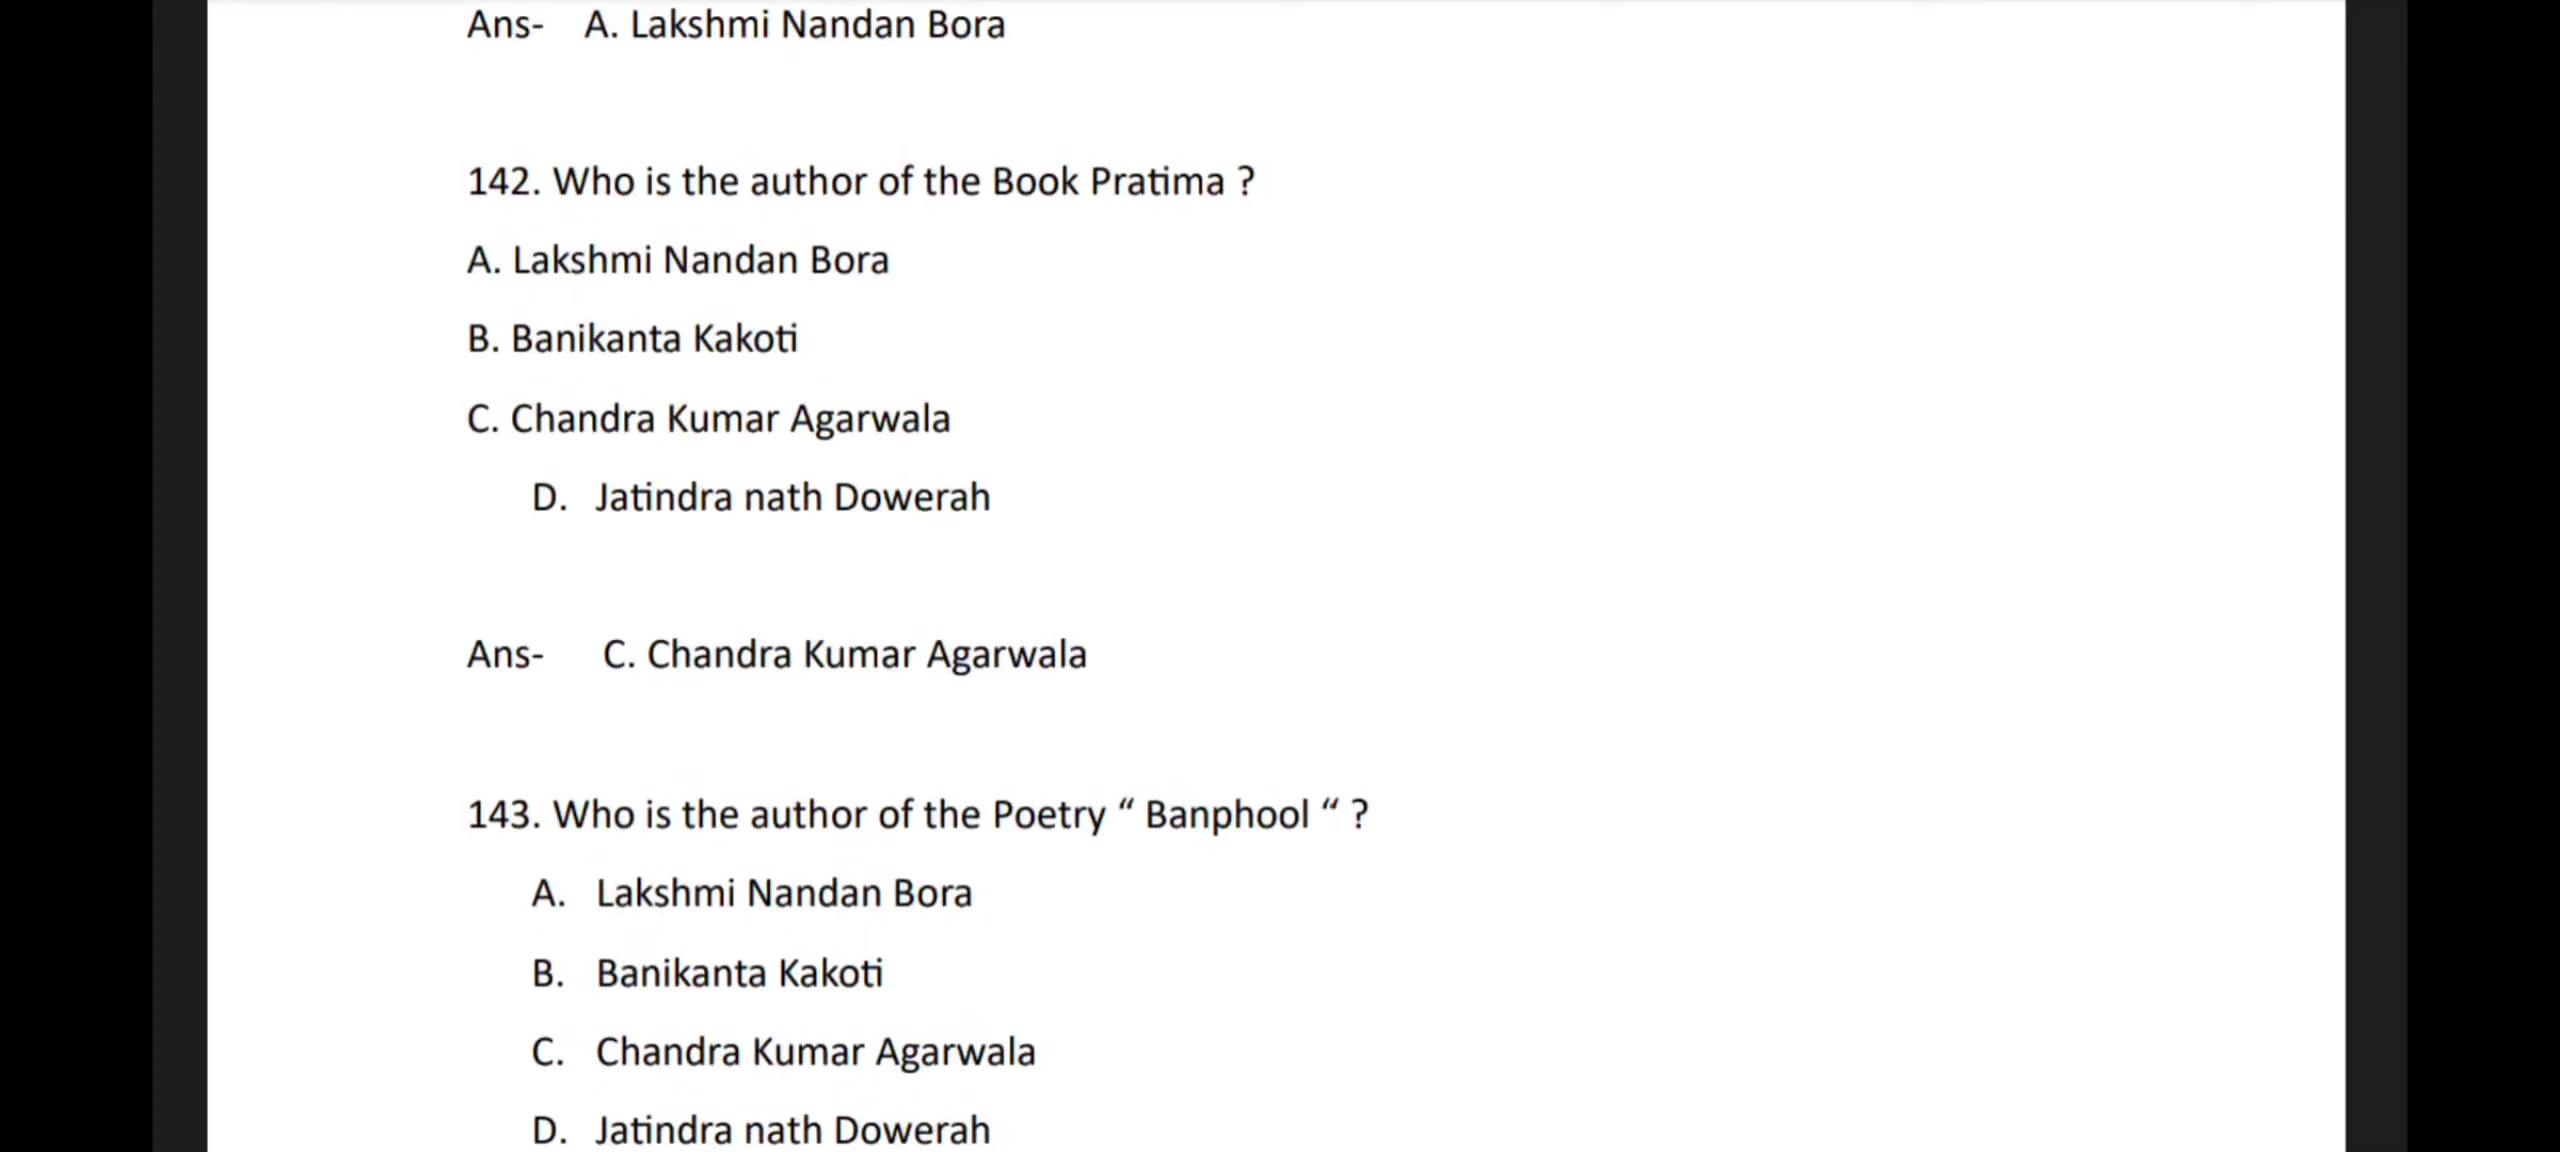 Ans- A. Lakshmi Nandan Bora
142. Who is the author of the Book Pratima ?
A. Lakshmi Nandan Bora
B. Banikanta Kakoti
C. Chandra Kumar Agarwala
D. Jatindra nath Dowerah
Ans- C. Chandra Kumar Agarwala
143. Who is the author of the Poetry “ Banphool “ ?
A. Lakshmi Nandan Bora
B. Banikanta Kakoti
C. Chandra Kumar Agarwala
D. Jatindra nath Dowerah